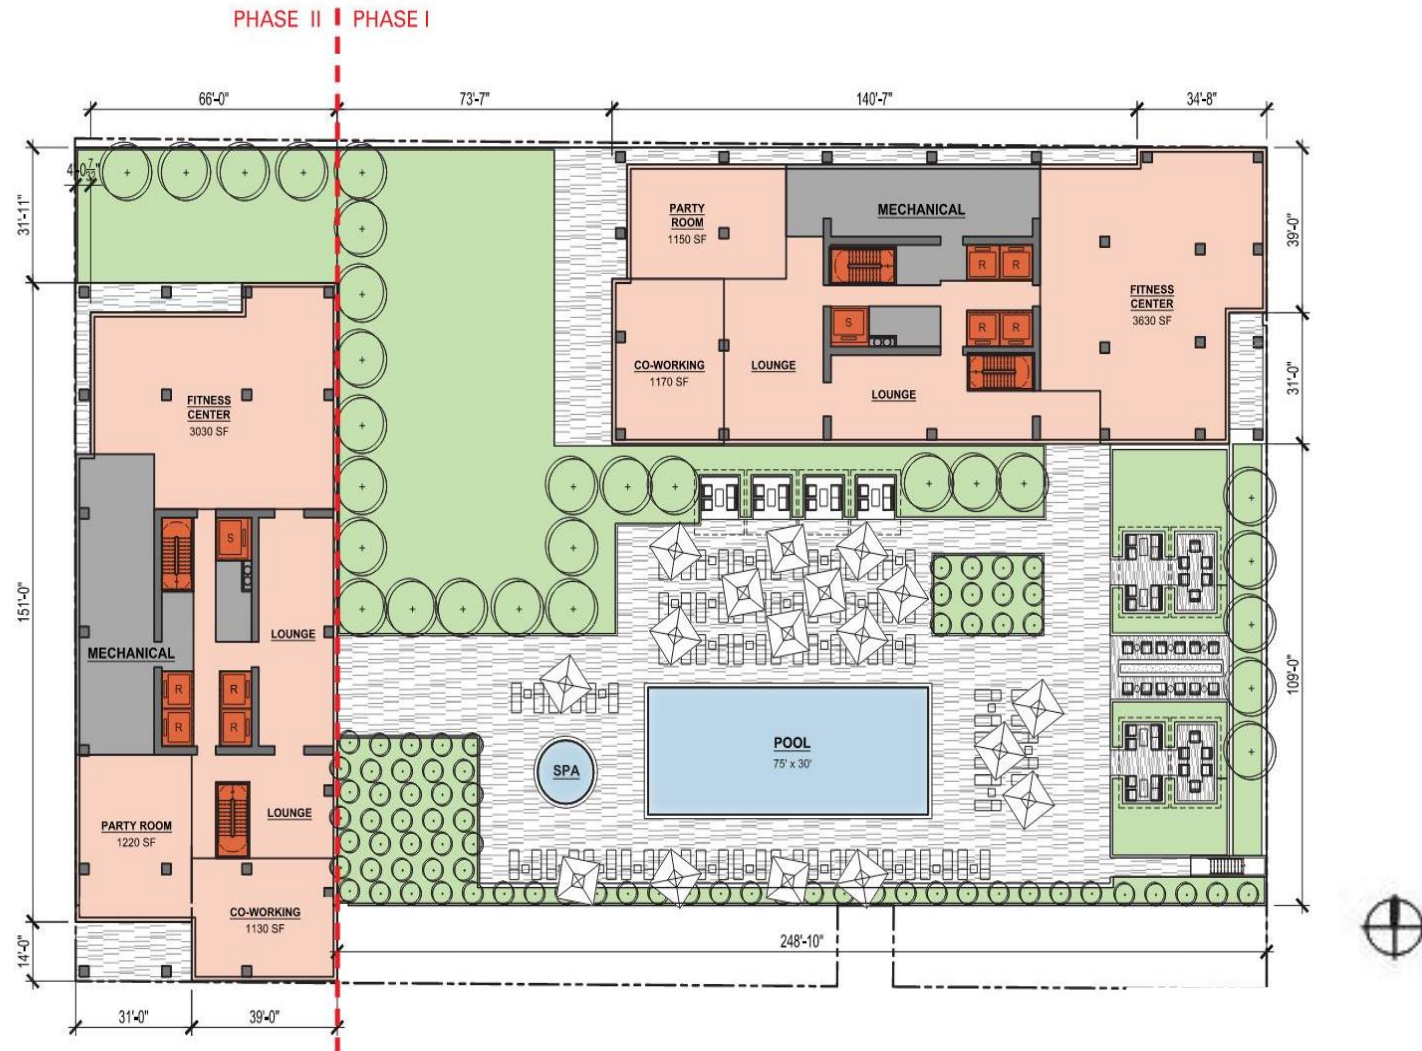 PHASE II
PHASE I
66'-0"
73'-7"
140'-7"
34'-8"
31'-11"
PARTY
ROOM
1150 SF
MECHANICAL
R
R
39'-0"
FITNESS
CENTER
3630 SF
S
R
R
CO-WORKING
1170 SF
LOUNGE
LOUNGE
31'-0"
FITNESS
CENTER
3030 SF
S
151'-0"
LOUNGE
MECHANICAL
R
R
R
R
109'-0"
POOL
75' x 30'
SPA
LOUNGE
PARTY ROOM
1220 SF
CO-WORKING
1130 SF
14'-0"
248'-10"
31'-0"
39'-0"